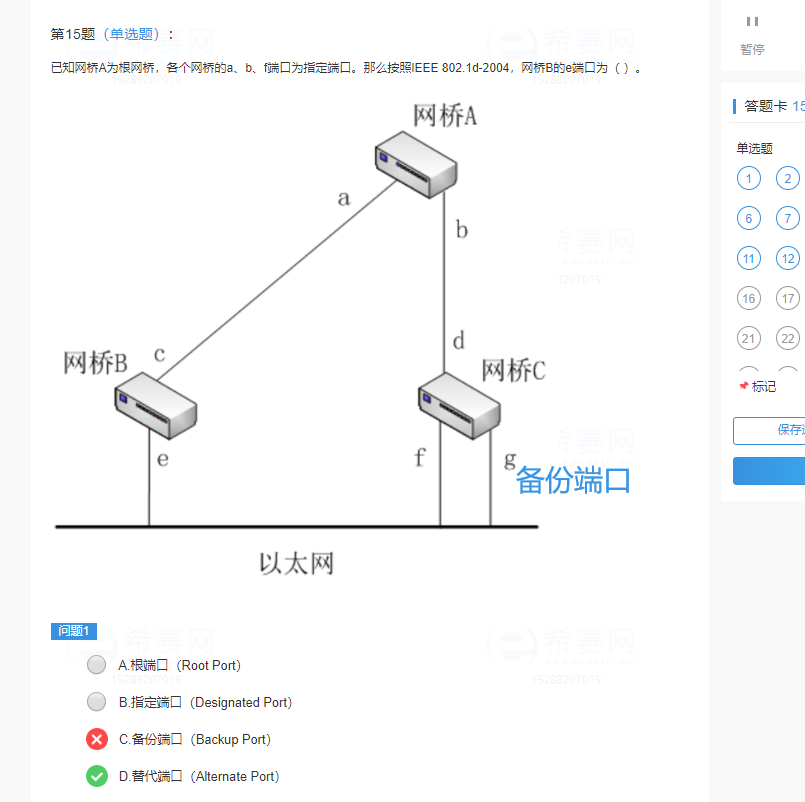 第15题（单选题）：
已知网桥A为根网桥，各个网桥的a、b、f端口为指定端口。那么按照IEEE 802.1d-2004，网桥B的e端口为（ ）。
网桥A
a
b
网桥B
c
d
网桥C
e
f
g
备份端口
以太网
问题1
A.根端口（Root Port）
B.指定端口（Designated Port）
C.备份端口（Backup Port）
D.替代端口（Alternate Port）
希赛网
15288207019
暂停
答题卡 15
单选题
1 2
6 7
11 12
16 17
21 22
标记
保存